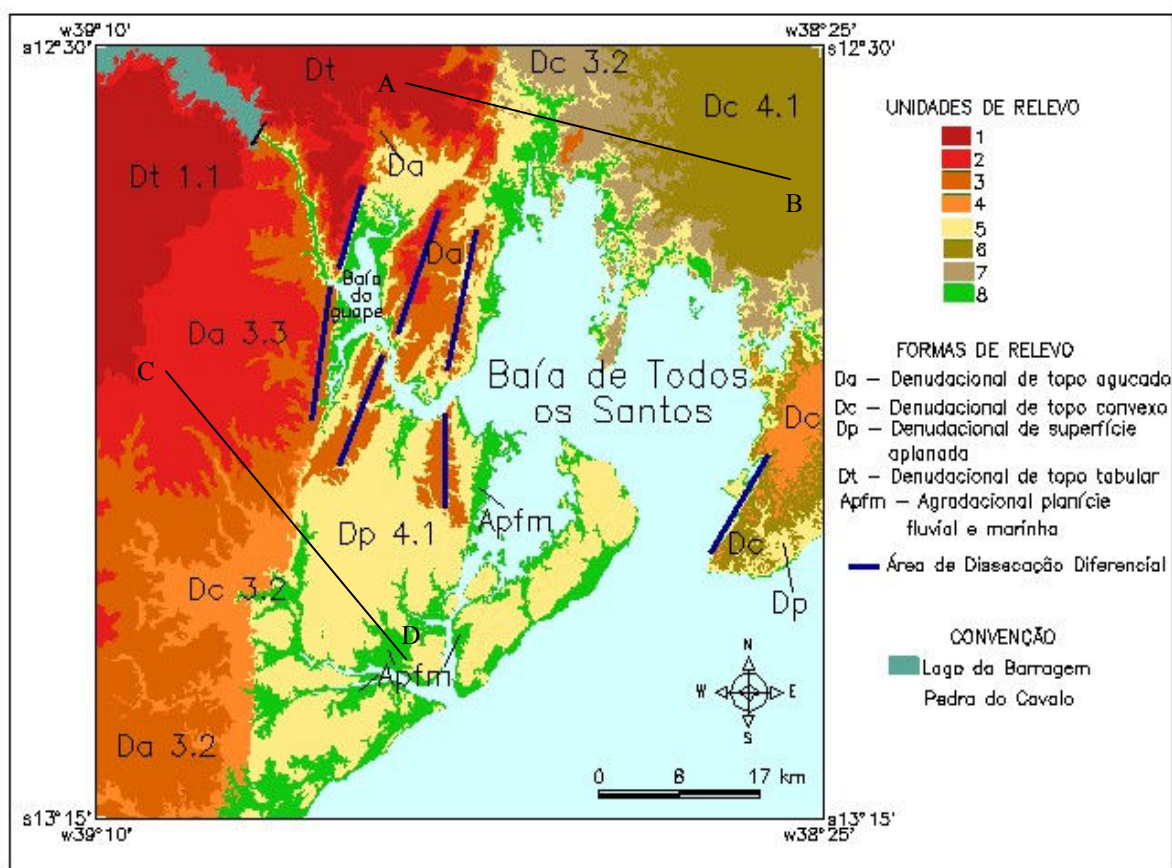 w39°10' w38°25'
s12°30' s12°30'
Dt
A
Dc 3.2
Dc 4.1
Da
Dt 1.1
B
Da
Baía
do
Iguape
Da 3.3
C
Baía de Todos
os Santos
Dc
Apfm
Dp 4.1
Dc
Dc 3.2
Dp
D
Apfm
N
W E
S
Da 3.2
0 8 17 km
s13°15' s13°15'
w39°10' w38°25'
UNIDADES DE RELEVO
1
2
3
4
5
6
7
8
FORMAS DE RELEVO
Da – Denudacional de topo aguçado
Dc – Denudacional de topo convexo
Dp – Denudacional de superfície
aplanada
Dt – Denudacional de topo tabular
Apfm – Agradacional planície
fluvial e marinha
Área de Dissecação Diferencial
CONVENÇÃO
Lago da Barragem
Pedra do Cavalo